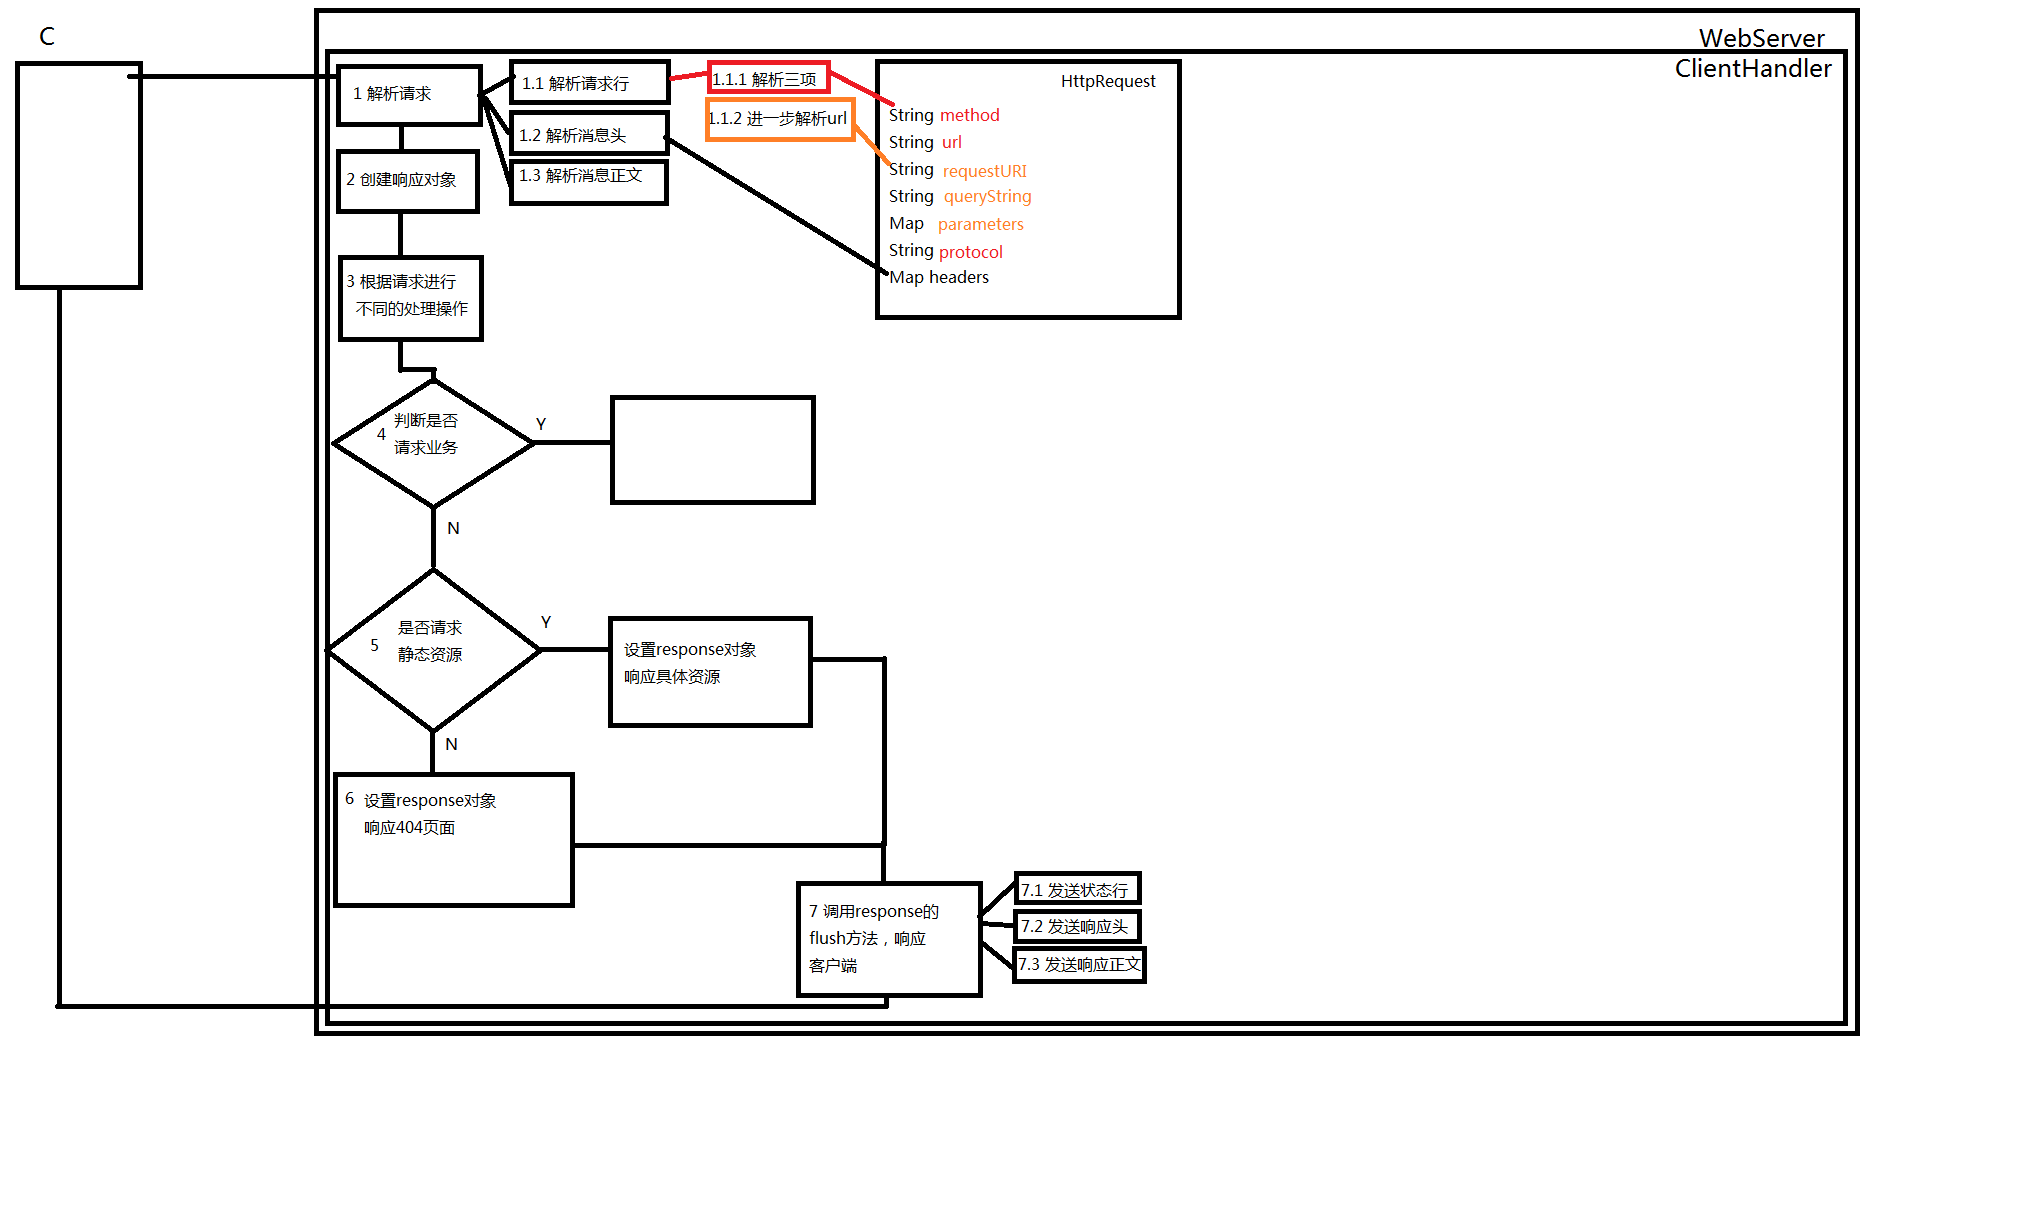 C
WebServer
ClientHandler
1 解析请求
1.1 解析请求行
1.1.1 解析三项
1.1.2 进一步解析url
1.2 解析消息头
1.3 解析消息正文
HttpRequest
String method
String url
String requestURI
String queryString
Map parameters
String protocol
Map headers
2 创建响应对象
3 根据请求进行
不同的处理操作
4 判断是否
请求业务
Y
N
5 是否请求
静态资源
Y
设置response对象
响应具体资源
N
6 设置response对象
响应404页面
7 调用response的
flush方法，响应
客户端
7.1 发送状态行
7.2 发送响应头
7.3 发送响应正文